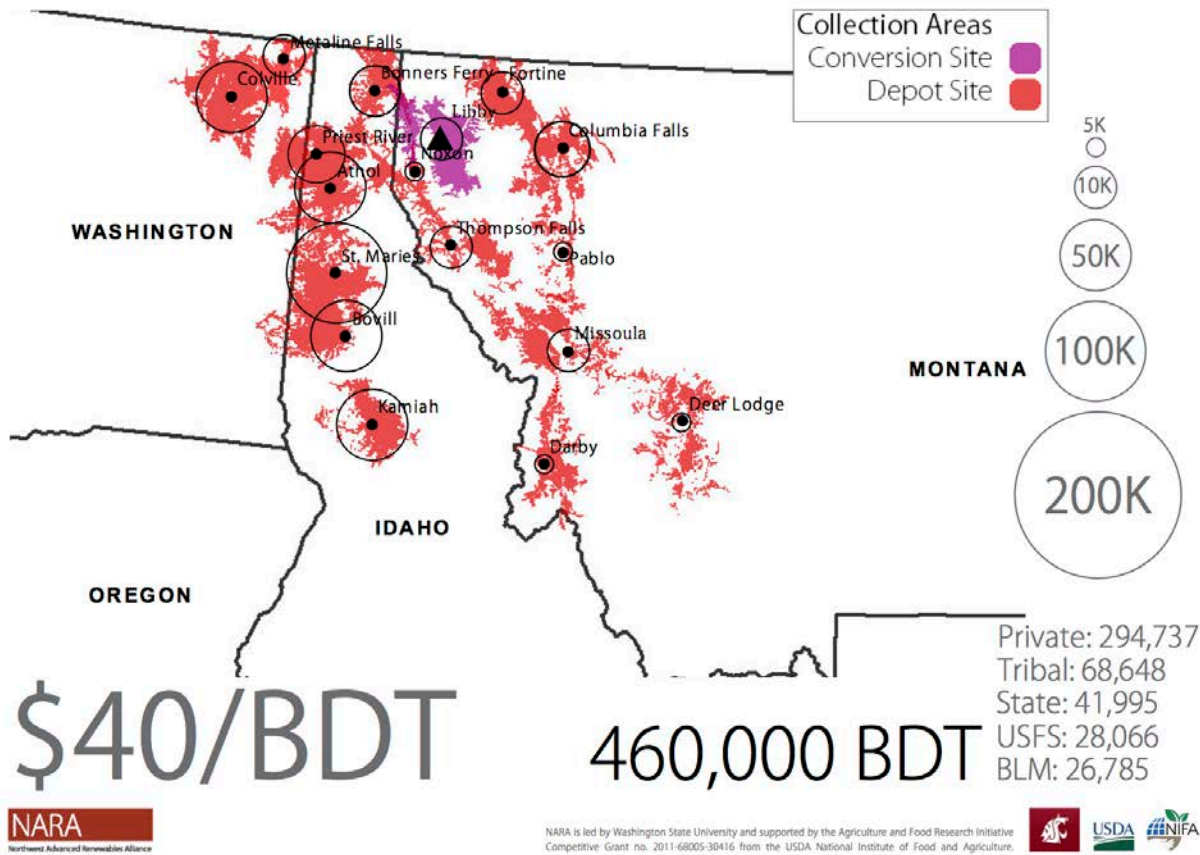 Collection Areas
Conversion Site
Depot Site
Metaline Falls
Colville
Bonners Ferry
Fortine
Libby
Priest River
Columbia Falls
Noxon
Athol
WASHINGTON
Thompson Falls
St. Maries
Pablo
Bovill
Missoula
MONTANA
Kamiah
Deer Lodge
Darby
IDAHO
OREGON
5K
10K
50K
100K
200K
$40/BDT
460,000 BDT
Private: 294,737
Tribal: 68,648
State: 41,995
USFS: 28,066
BLM: 26,785
NARA
Northwest Advanced Renewables Alliance
NARA is led by Washington State University and supported by the Agriculture and Food Research Initiative
Competitive Grant no. 2011-68005-30416 from the USDA National Institute of Food and Agriculture.
USDA
NIFA